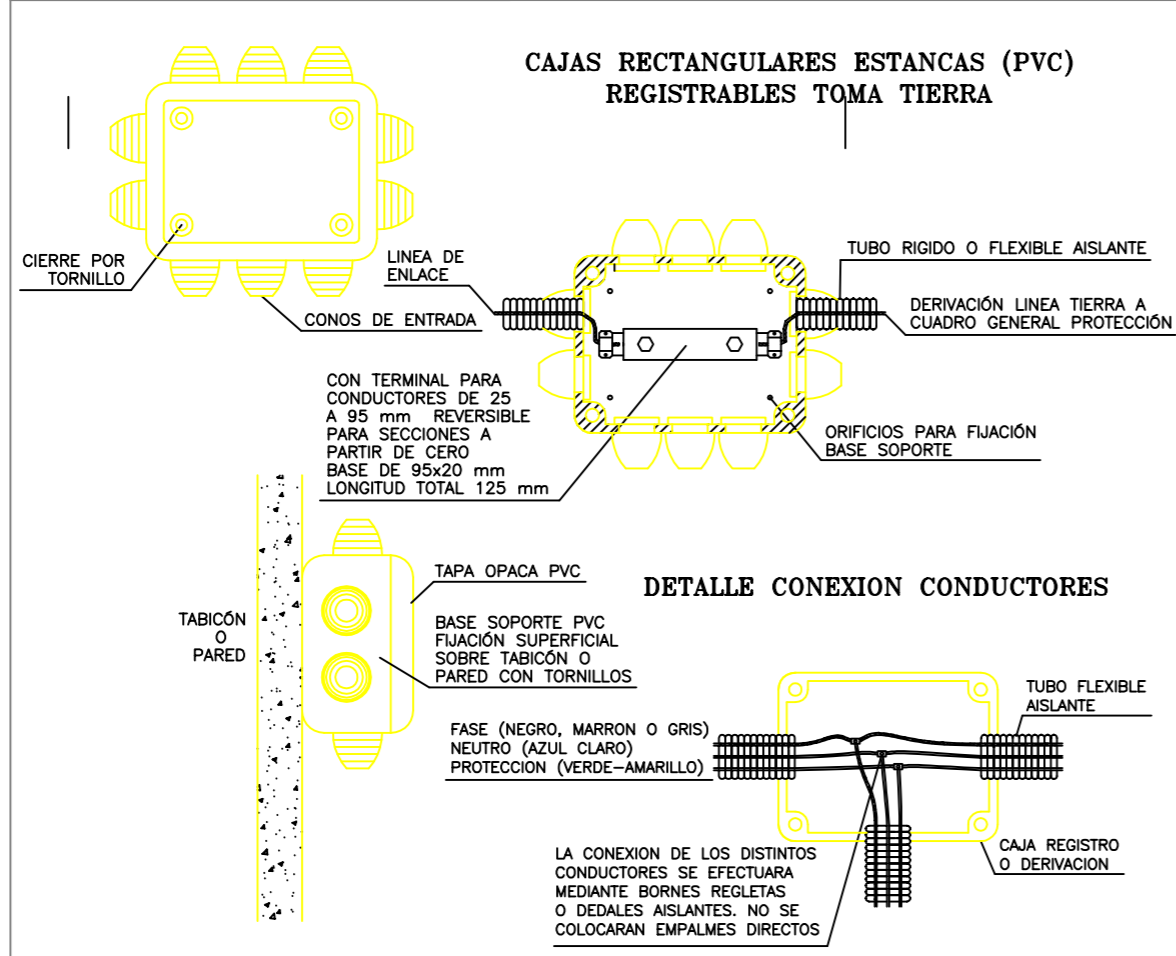 CAJAS RECTANGULARES ESTANCAS (PVC)
REGISTRABLES TOMA TIERRA
CIERRE POR
TORNILLO
CONOS DE ENTRADA
LINEA DE
ENLACE
TUBO RIGIDO O FLEXIBLE AISLANTE
DERIVACIÓN LINEA TIERRA A
CUADRO GENERAL PROTECCIÓN
CON TERMINAL PARA
CONDUCTORES DE 25
A 95 mm REVERSIBLE
PARA SECCIONES A
PARTIR DE CERO
BASE DE 95x20 mm
LONGITUD TOTAL 125 mm
ORIFICIOS PARA FIJACIÓN
BASE SOPORTE
TABICÓN
O
PARED
TAPA OPACA PVC
BASE SOPORTE PVC
FIJACIÓN SUPERFICIAL
SOBRE TABICÓN O
PARED CON TORNILLOS
DETALLE CONEXION CONDUCTORES
FASE (NEGRO, MARRON O GRIS)
NEUTRO (AZUL CLARO)
PROTECCION (VERDE-AMARILLO)
TUBO FLEXIBLE
AISLANTE
LA CONEXION DE LOS DISTINTOS
CONDUCTORES SE EFECTUARA
MEDIANTE BORNES REGLETAS
O DEDALES AISLANTES. NO SE
COLOCARAN EMPALMES DIRECTOS
CAJA REGISTRO
O DERIVACION